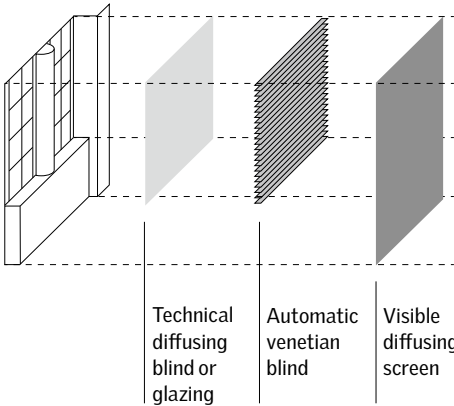 Technical
diffusing
blind or
glazing
Automatic
venetian
blind
Visible
diffusing
screen